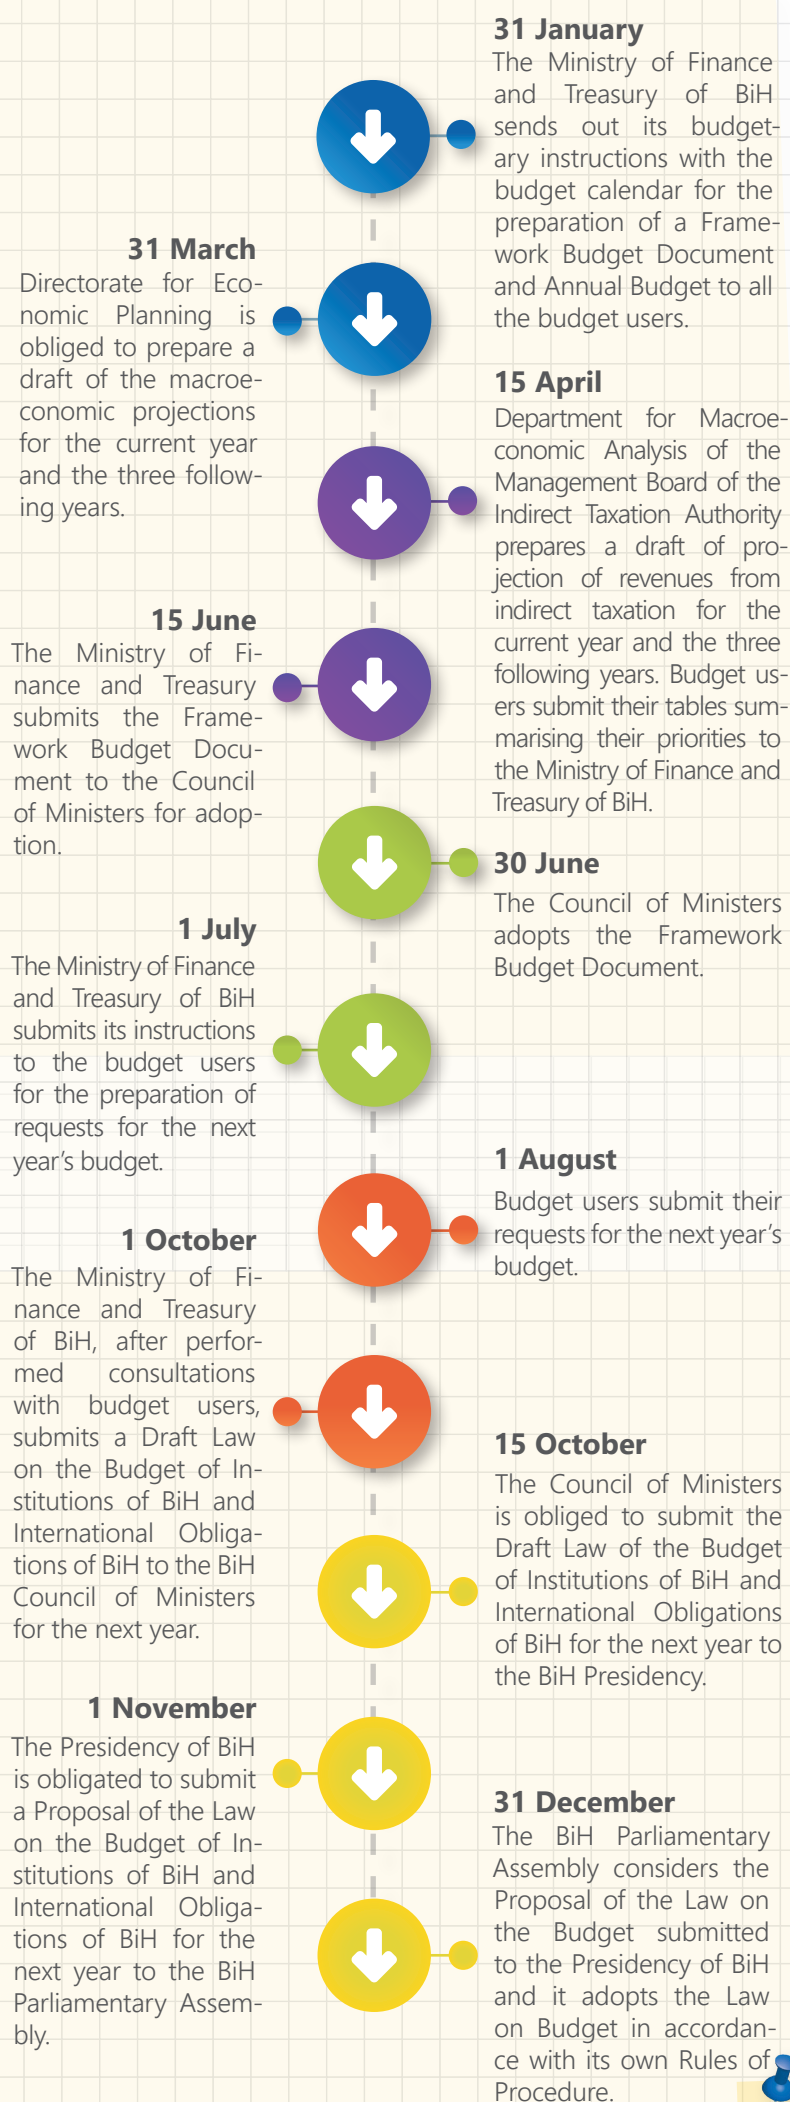 31 January
The Ministry of Finance
and Treasury of BiH
sends out its budget-
ary instructions with the
budget calendar for the
preparation of a Frame-
work Budget Document
and Annual Budget to all
the budget users.
31 March
Directorate for Eco-
nomic Planning is
obliged to prepare a
draft of the macroe-
conomic projections
for the current year
and the three follow-
ing years.
15 April
Department for Macroe-
conomic Analysis of the
Management Board of the
Indirect Taxation Authority
prepares a draft of pro-
jection of revenues from
indirect taxation for the
current year and the three
following years. Budget us-
ers submit their tables sum-
marising their priorities to
the Ministry of Finance and
Treasury of BiH.
15 June
The Ministry of Fi-
nance and Treasury
submits the Frame-
work Budget Docu-
ment to the Council
of Ministers for adop-
tion.
30 June
The Council of Ministers
adopts the Framework
Budget Document.
1 July
The Ministry of Finance
and Treasury of BiH
submits its instructions
to the budget users
for the preparation of
requests for the next
year's budget.
1 August
Budget users submit their
requests for the next year's
budget.
1 October
The Ministry of Fi-
nance and Treasury
of BiH, after perfor-
med consultations
with budget users,
submits a Draft Law
on the Budget of In-
stitutions of BiH and
International Obliga-
tions of BiH to the BiH
Council of Ministers
for the next year.
15 October
The Council of Ministers
is obliged to submit the
Draft Law of the Budget
of Institutions of BiH and
International Obligations
of BiH for the next year to
the BiH Presidency.
1 November
The Presidency of BiH
is obligated to submit
a Proposal of the Law
on the Budget of In-
stitutions of BiH and
International Obliga-
tions of BiH for the
next year to the BiH
Parliamentary Assem-
bly.
31 December
The BiH Parliamentary
Assembly considers the
Proposal of the Law on
the Budget submitted
to the Presidency of BiH
and it adopts the Law
on Budget in accordan-
ce with its own Rules of
Procedure.